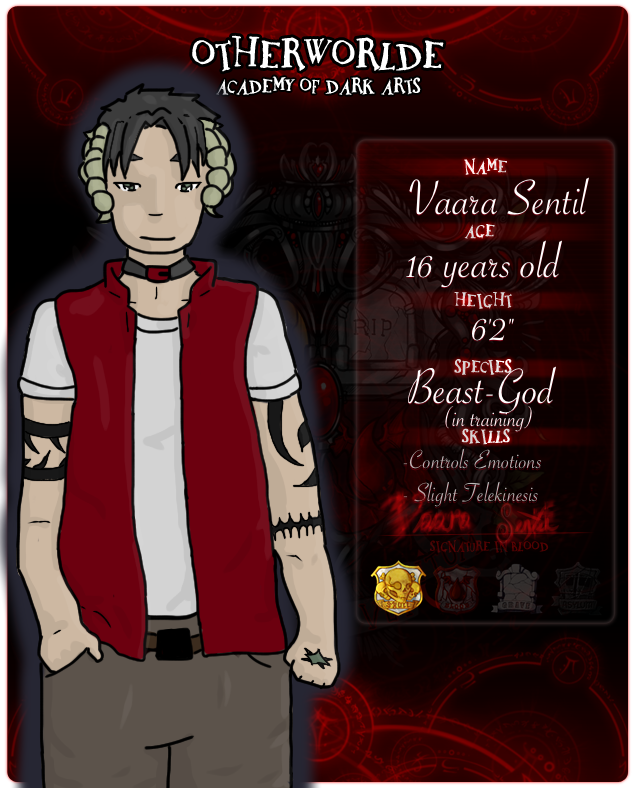 OTHERWORLDE
ACADEMY OF DARK ARTS
NAME
Vaara Sentil
AGE
16 years old
HEIGHT
6'2"
SPECIES
Beast-God
(in training)
SKILLS
-Controls Emotions
- Slight Telekinesis
Vaara Sentil
SIGNATURE IN BLOOD
RIP